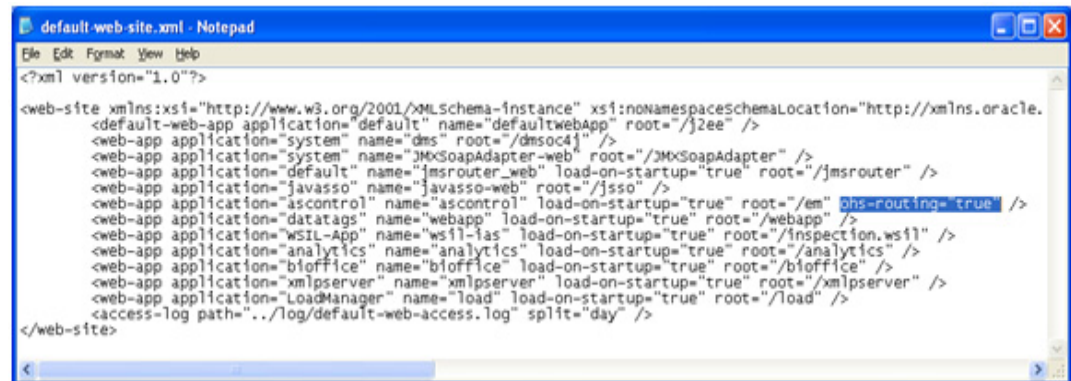 default-web-site.xml - Notepad
File Edit Format View Help
<?xml version="1.0"?>
<web-site xmlns:xsi="http://www.w3.org/2001/XMLSchema-instance" xsi:noNamespaceSchemaLocation="http://xmlns.oracle.
<default-web-app application="default" name="defaultWebApp" root="/j2ee" />
<web-app application="system" name="dms" root="/dmsoc4j" />
<web-app application="system" name="JMXSoapAdapter-web" root="/JMXSoapAdapter" />
<web-app application="default" name="jmsrouter_web" load-on-startup="true" root="/jmsrouter" />
<web-app application="javasso" name="javasso-web" root="/jsso" />
<web-app application="ascontrol" name="ascontrol" load-on-startup="true" root="/em" ohs-routing="true" />
<web-app application="datatags" name="webapp" load-on-startup="true" root="/webapp" />
<web-app application="WSIL-App" name="wsil-ias" load-on-startup="true" root="/inspection.wsil" />
<web-app application="analytics" name="analytics" load-on-startup="true" root="/analytics" />
<web-app application="bioffice" name="bioffice" load-on-startup="true" root="/bioffice" />
<web-app application="xmlpserver" name="xmlpserver" load-on-startup="true" root="/xmlpserver" />
<web-app application="LoadManager" name="load" load-on-startup="true" root="/load" />
<access-log path="../log/default-web-access.log" split="day" />
</web-site>